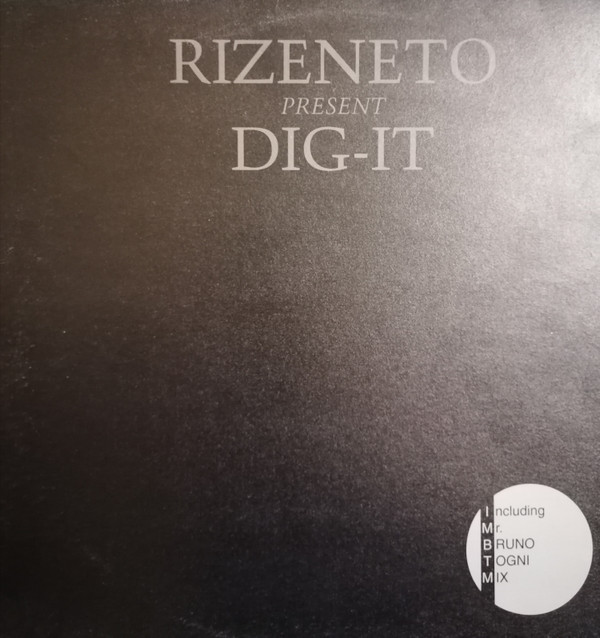 RIZENETO
PRESENT
DIG-IT
Including
Mr.
BRUNO
TOGNI
MIX